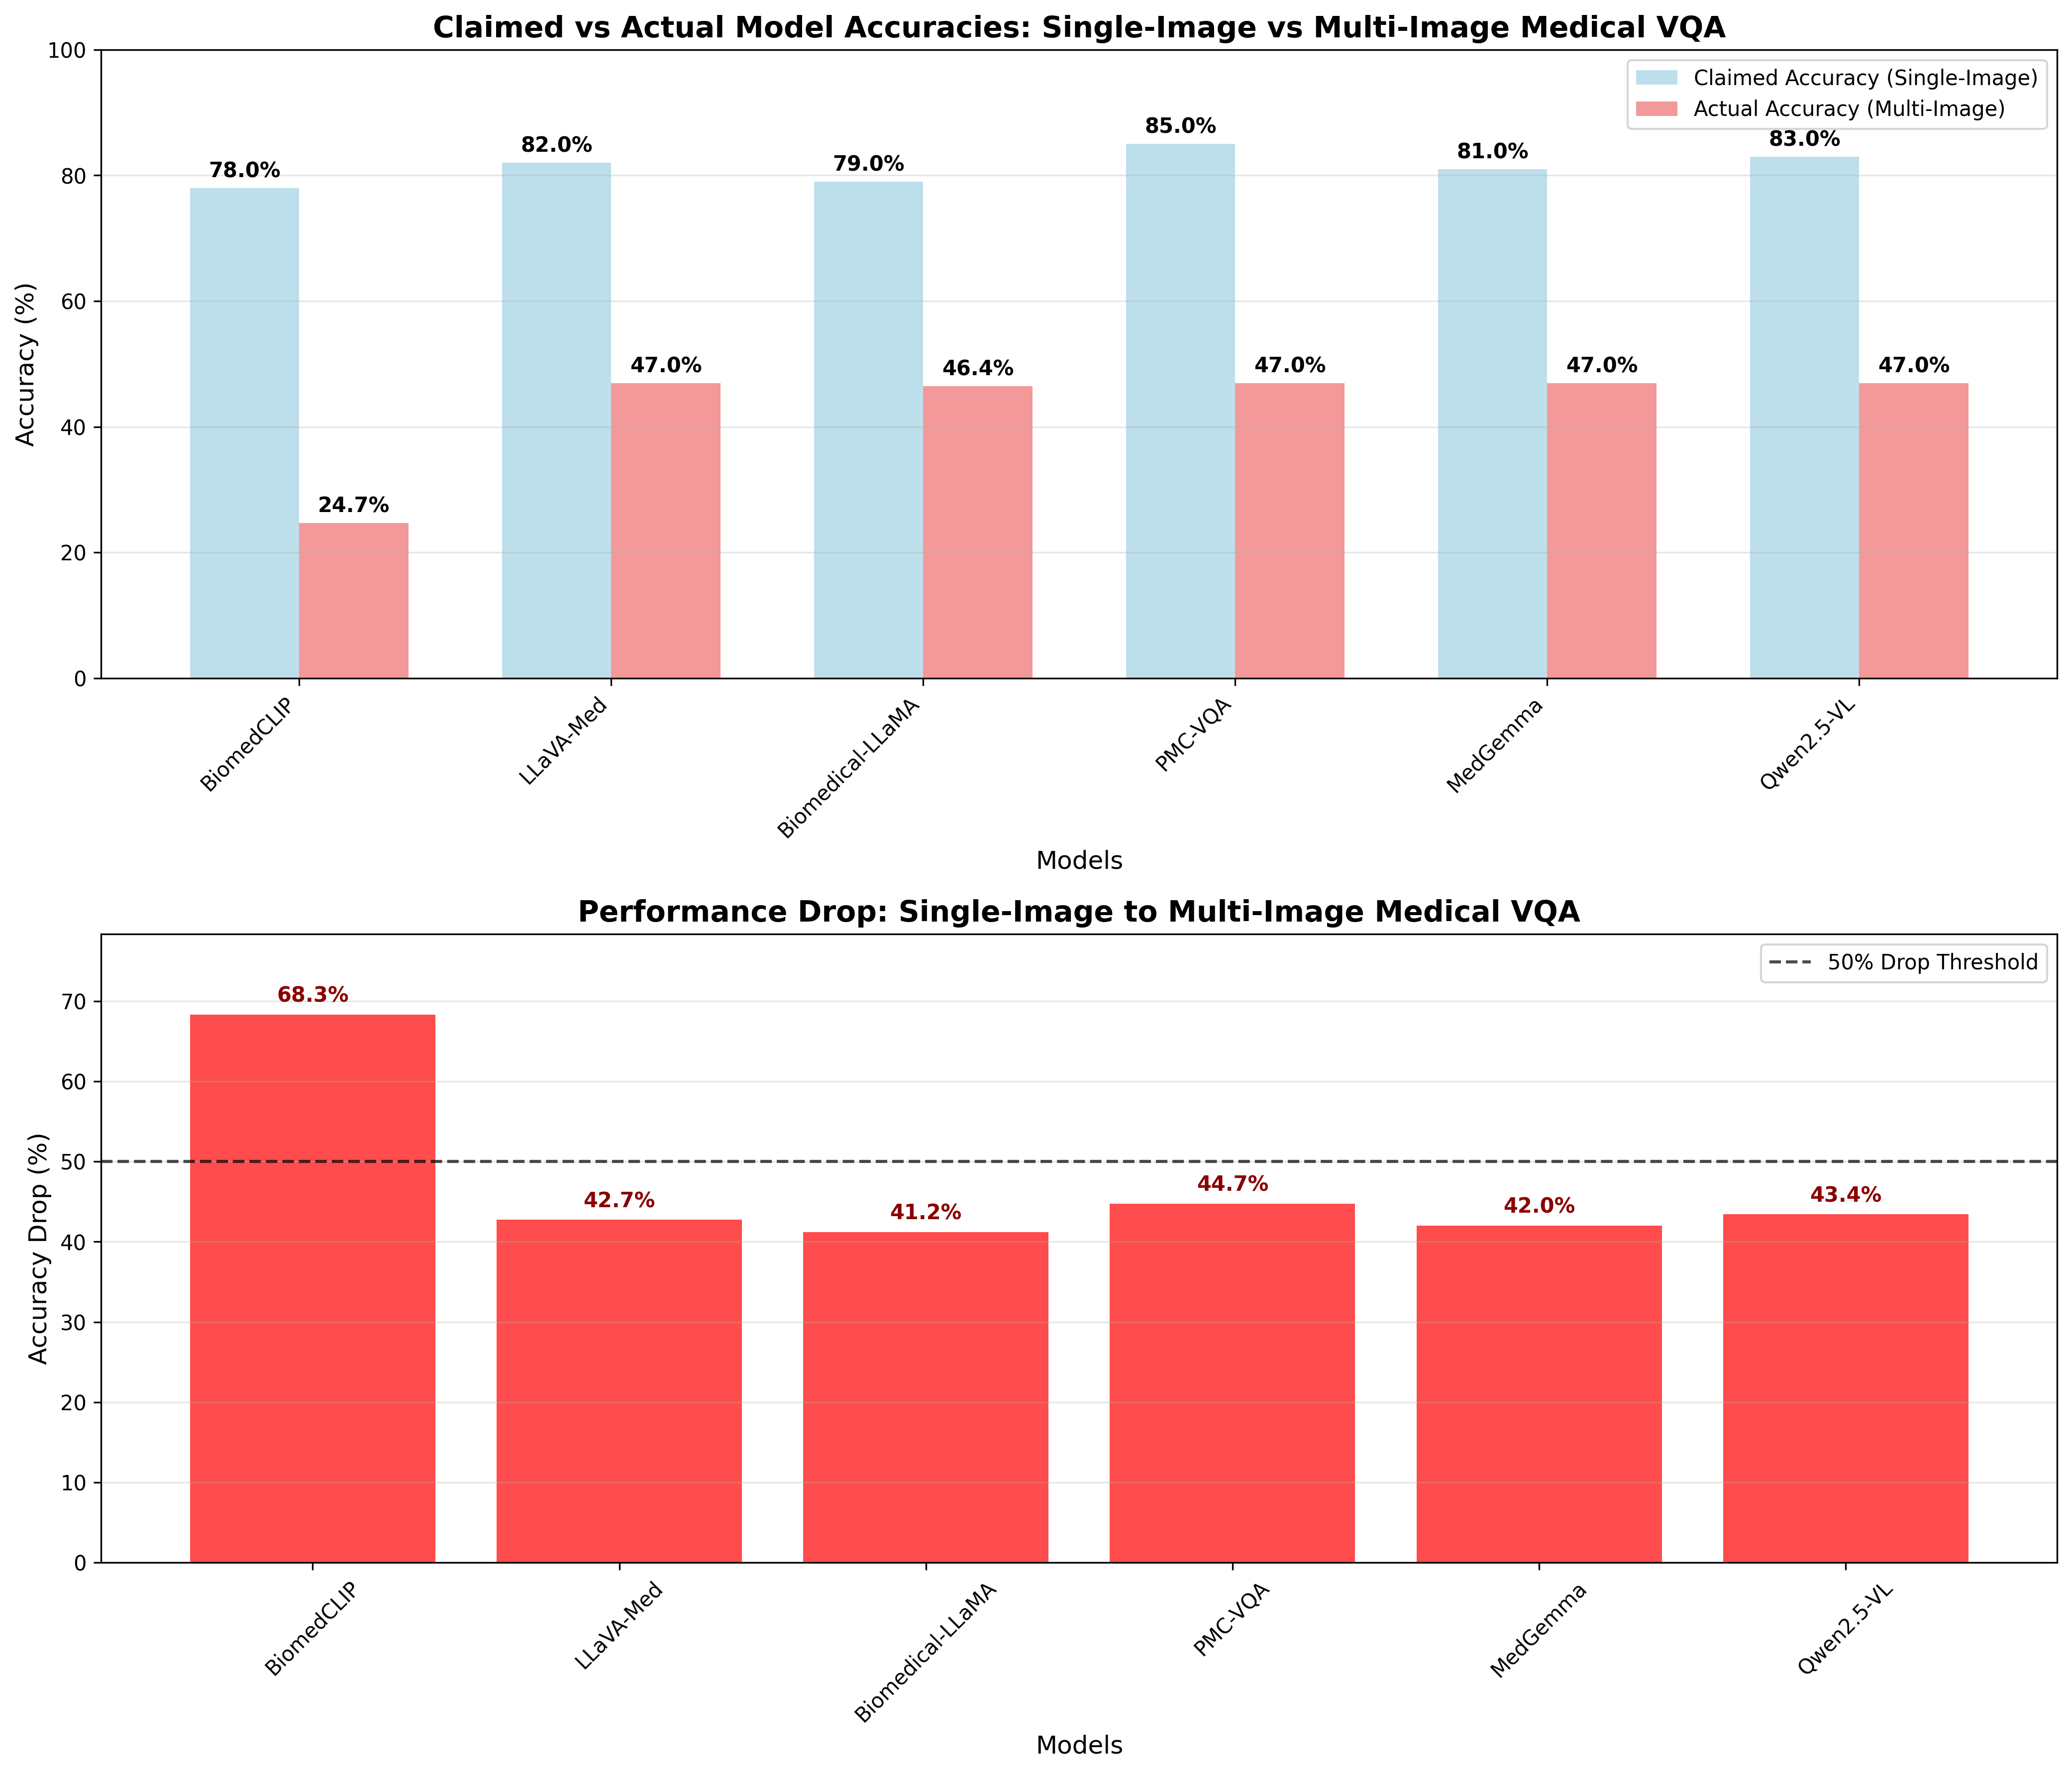 Claimed vs Actual Model Accuracies: Single-Image vs Multi-Image Medical VQA
Claimed Accuracy (Single-Image)
Actual Accuracy (Multi-Image)
Accuracy (%)
100
80
60
40
20
0
78.0%
24.7%
82.0%
47.0%
79.0%
46.4%
85.0%
47.0%
81.0%
47.0%
83.0%
47.0%
BiomedCLIP
LLaVA-Med
Biomedical-LLaMA
PMC-VQA
MedGemma
Qwen2.5-VL
Models
Performance Drop: Single-Image to Multi-Image Medical VQA
50% Drop Threshold
Accuracy Drop (%)
70
60
50
40
30
20
10
0
68.3%
42.7%
41.2%
44.7%
42.0%
43.4%
BiomedCLIP
LLaVA-Med
Biomedical-LLaMA
PMC-VQA
MedGemma
Qwen2.5-VL
Models